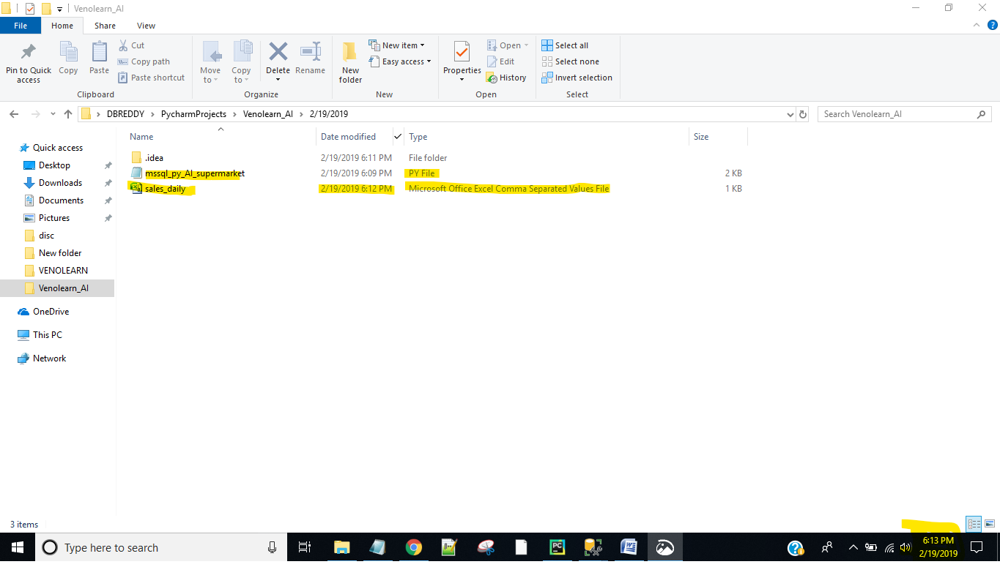 Venolearn_AI
File Home Share View
Pin to Quick access
Copy
Paste
Cut
Copy path
Paste shortcut
Clipboard
Move to
Copy to
Delete
Rename
Organize
New folder
New item
Easy access
New
Properties
Open
Edit
History
Open
Select all
Select none
Invert selection
Select
DBREDDY PycharmProjects Venolearn_AI 2/19/2019
Search Venolearn_AI
Name Date modified Type Size
.idea 2/19/2019 6:11 PM File folder
mssql_py_AI_supermarket 2/19/2019 6:09 PM PY File 2 KB
sales_daily 2/19/2019 6:12 PM Microsoft Office Excel Comma Separated Values File 1 KB
Quick access
Desktop
Downloads
Documents
Pictures
disc
New folder
VENOLEARN
Venolearn_AI
OneDrive
This PC
Network
3 items
Type here to search
PC
6:13 PM
2/19/2019